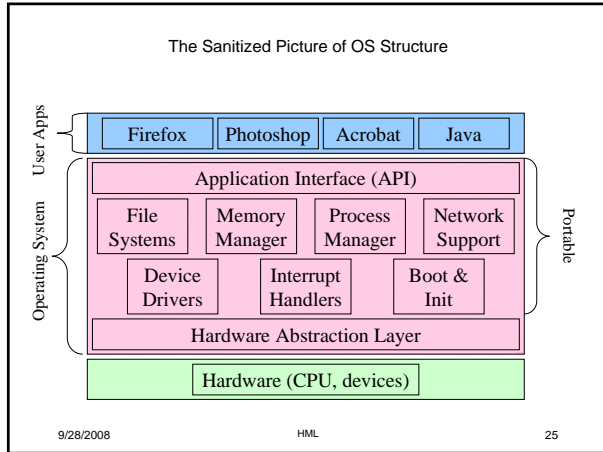 The Sanitized Picture of OS Structure
User Apps
Firefox
Photoshop
Acrobat
Java
Operating System
Application Interface (API)
File
Systems
Memory
Manager
Process
Manager
Network
Support
Portable
Device
Drivers
Interrupt
Handlers
Boot &
Init
Hardware Abstraction Layer
Hardware (CPU, devices)
9/28/2008
HML
25